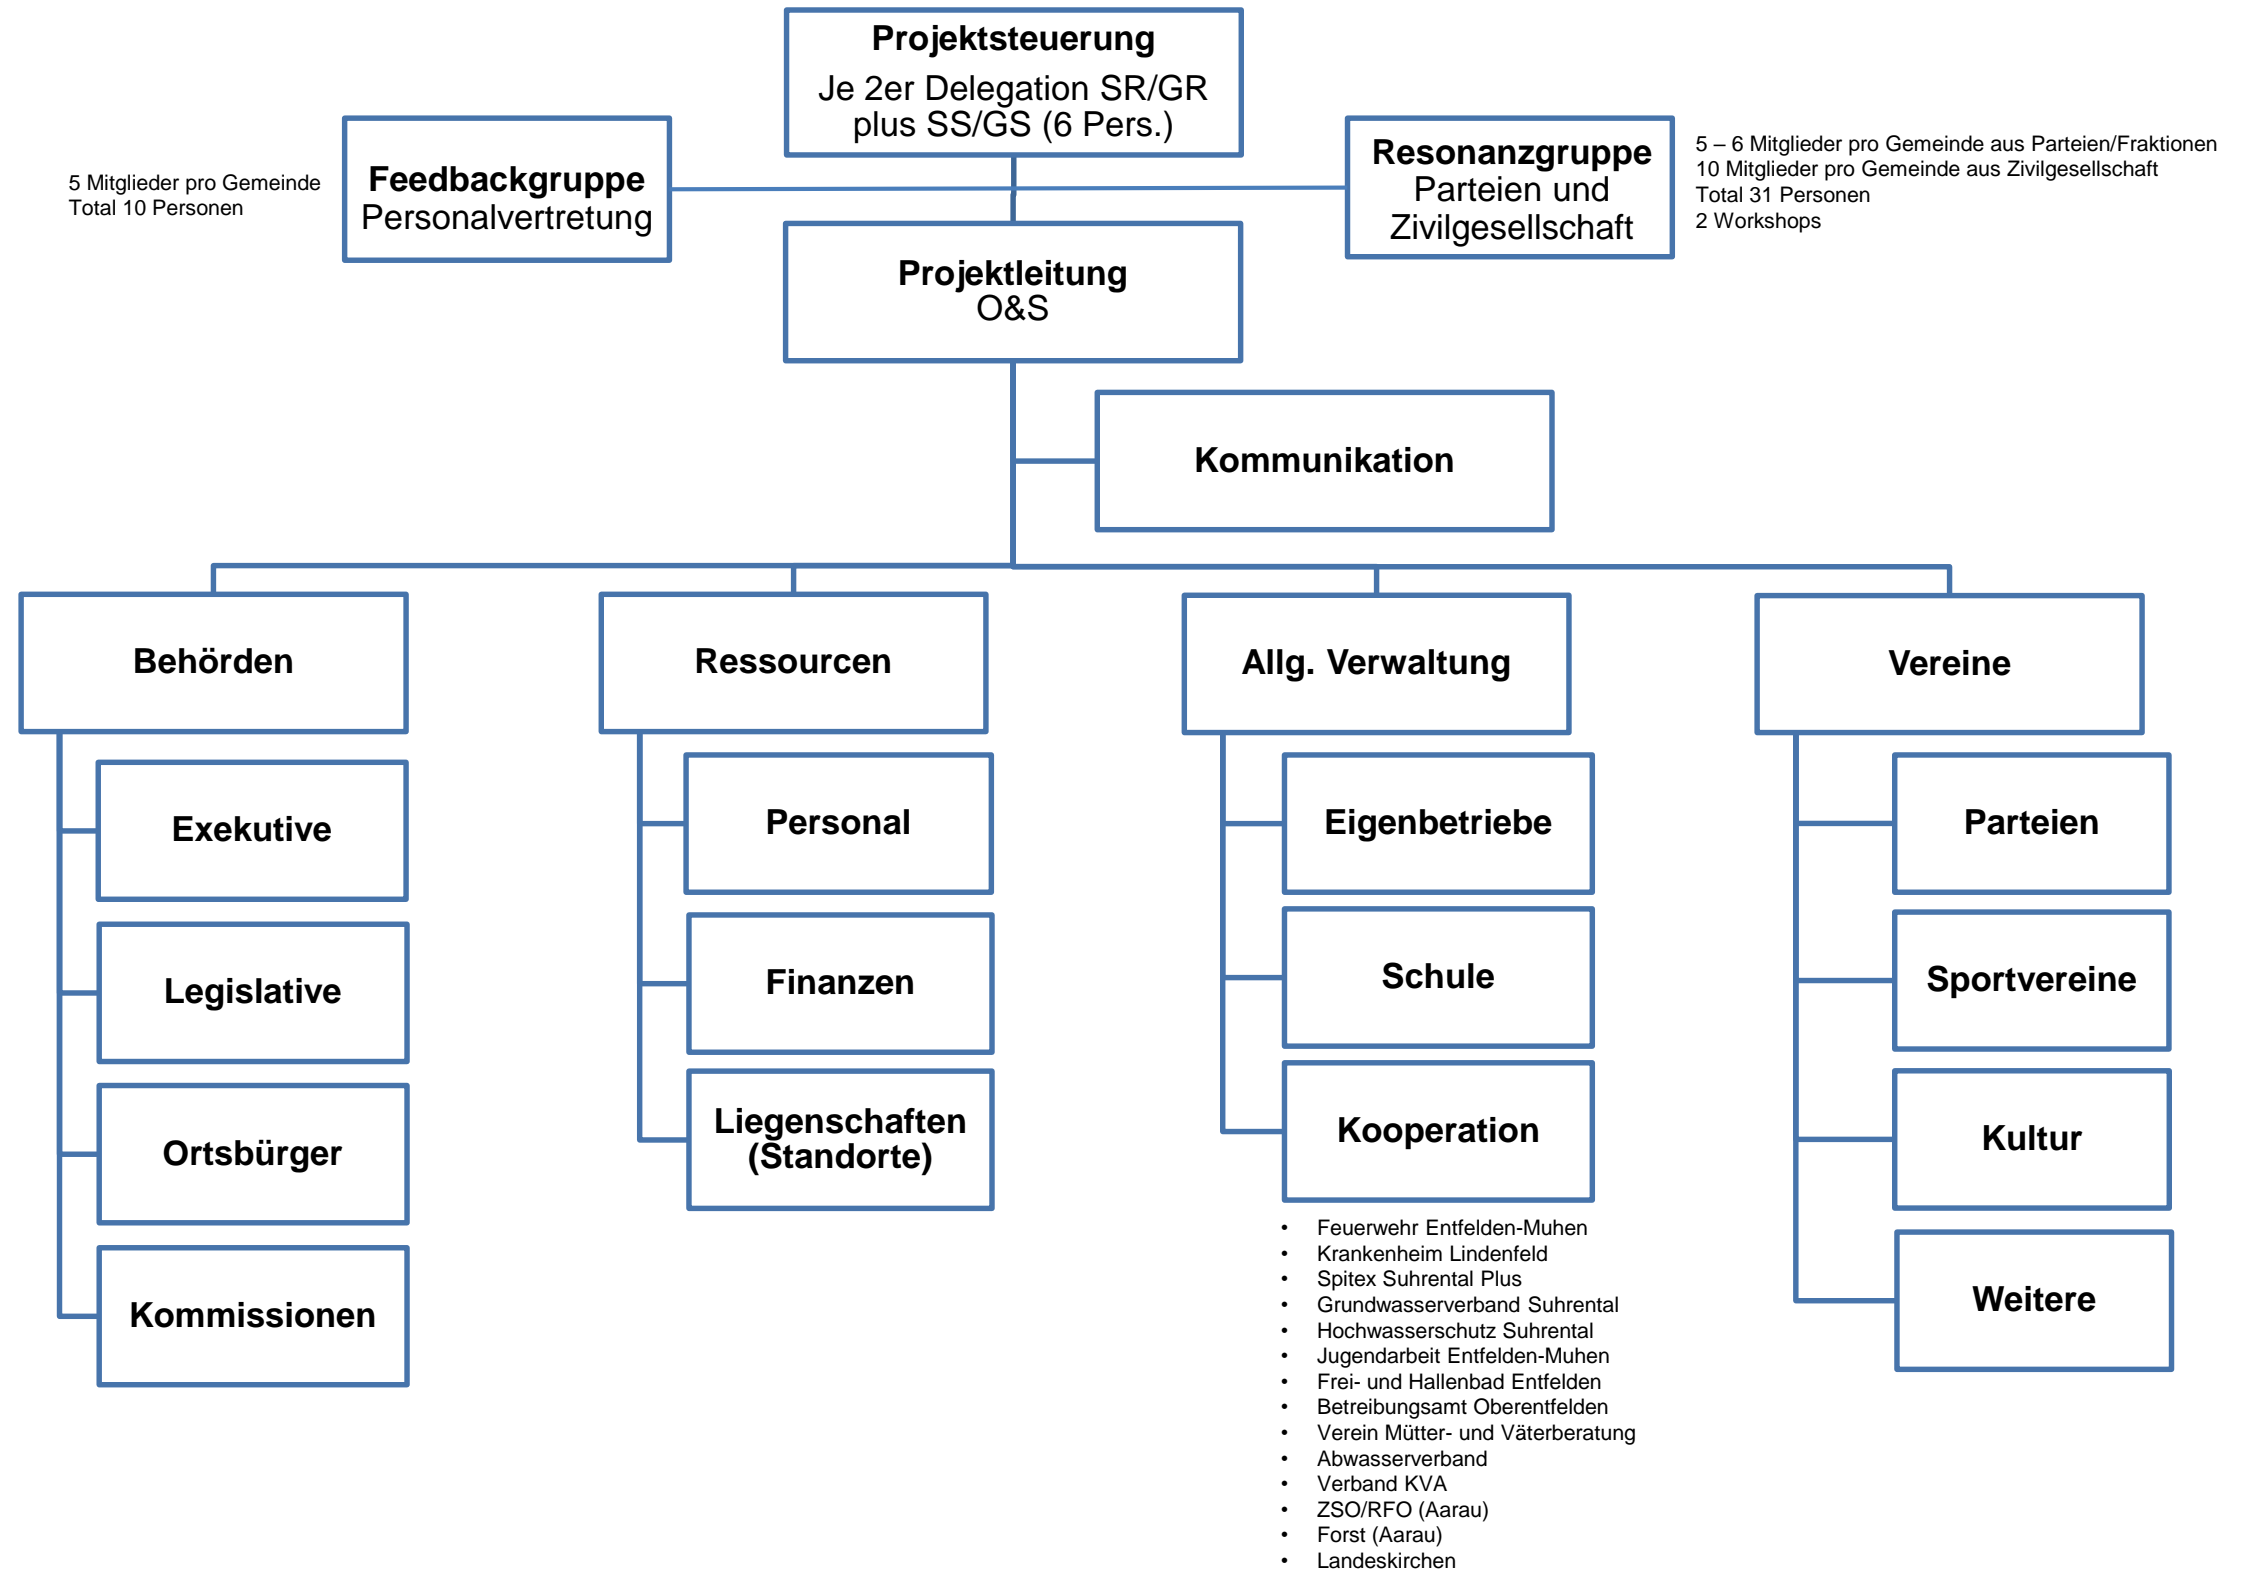 Projektsteuerung
Je 2er Delegation SR/GR
plus SS/GS (6 Pers.)
5 Mitglieder pro Gemeinde
Total 10 Personen
Feedbackgruppe
Personalvertretung
Resonanzgruppe
Parteien und
Zivilgesellschaft
5 – 6 Mitglieder pro Gemeinde aus Parteien/Fraktionen
10 Mitglieder pro Gemeinde aus Zivilgesellschaft
Total 31 Personen
2 Workshops
Projektleitung
O&S
Kommunikation
Behörden
Exekutive
Legislative
Ortsbürger
Kommissionen
Ressourcen
Personal
Finanzen
Liegenschaften
(Standorte)
Allg. Verwaltung
Eigenbetriebe
Schule
Kooperation
• Feuerwehr Entfelden-Muhen
• Krankenheim Lindenfeld
• Spitex Suhrental Plus
• Grundwasserverband Suhrental
• Hochwasserschutz Suhrental
• Jugendarbeit Entfelden-Muhen
• Frei- und Hallenbad Entfelden
• Betreibungsamt Oberentfelden
• Verein Mütter- und Väterberatung
• Abwasserverband
• Verband KVA
• ZSO/RFO (Aarau)
• Forst (Aarau)
• Landeskirchen
Vereine
Parteien
Sportvereine
Kultur
Weitere